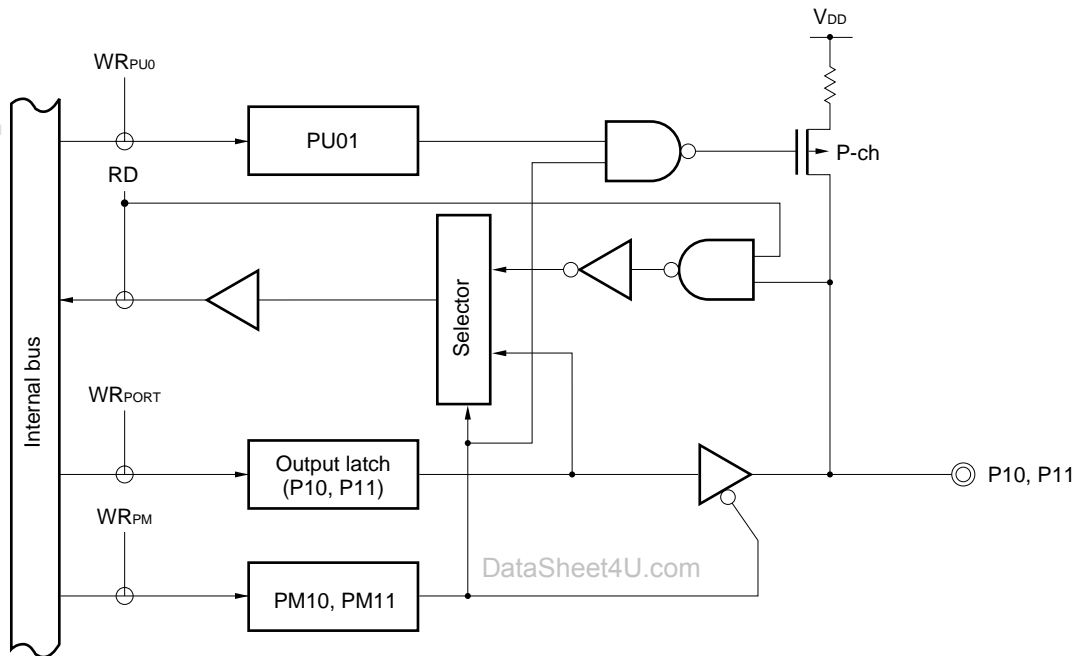 VDD
WRPU0
PU01
P-ch
RD
Selector
Internal bus
WRPORT
Output latch
(P10, P11)
P10, P11
WRPM
DataSheet4U.com
PM10, PM11